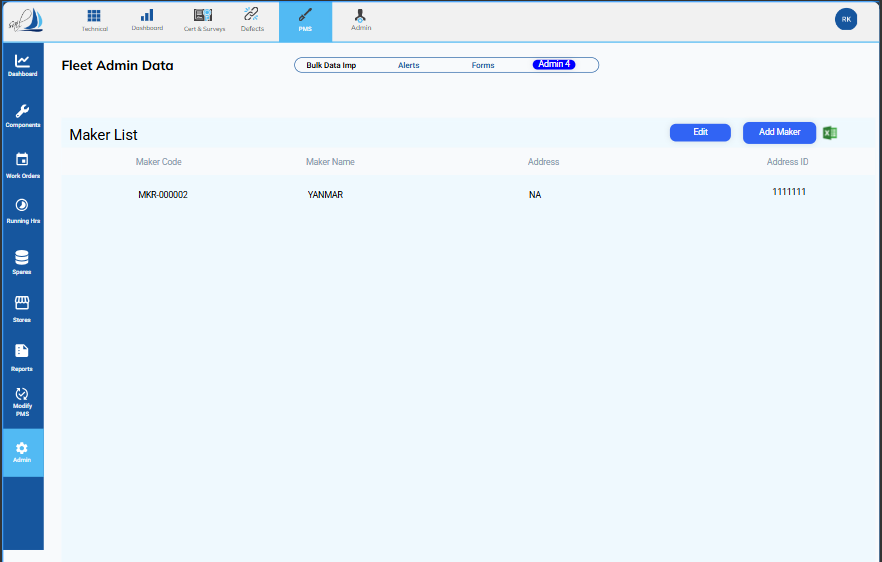 Technical
Dashboard
Cert & Surveys
Defects
PMS
Admin
RK
Dashboard
Components
Work Orders
Running Hrs
Spares
Stores
Reports
Modify
PMS
Admin
Fleet Admin Data
Bulk Data Imp
Alerts
Forms
Admin 4
Maker List
Edit
Add Maker
Maker Code
Maker Name
Address
Address ID
MKR-000002
YANMAR
NA
1111111